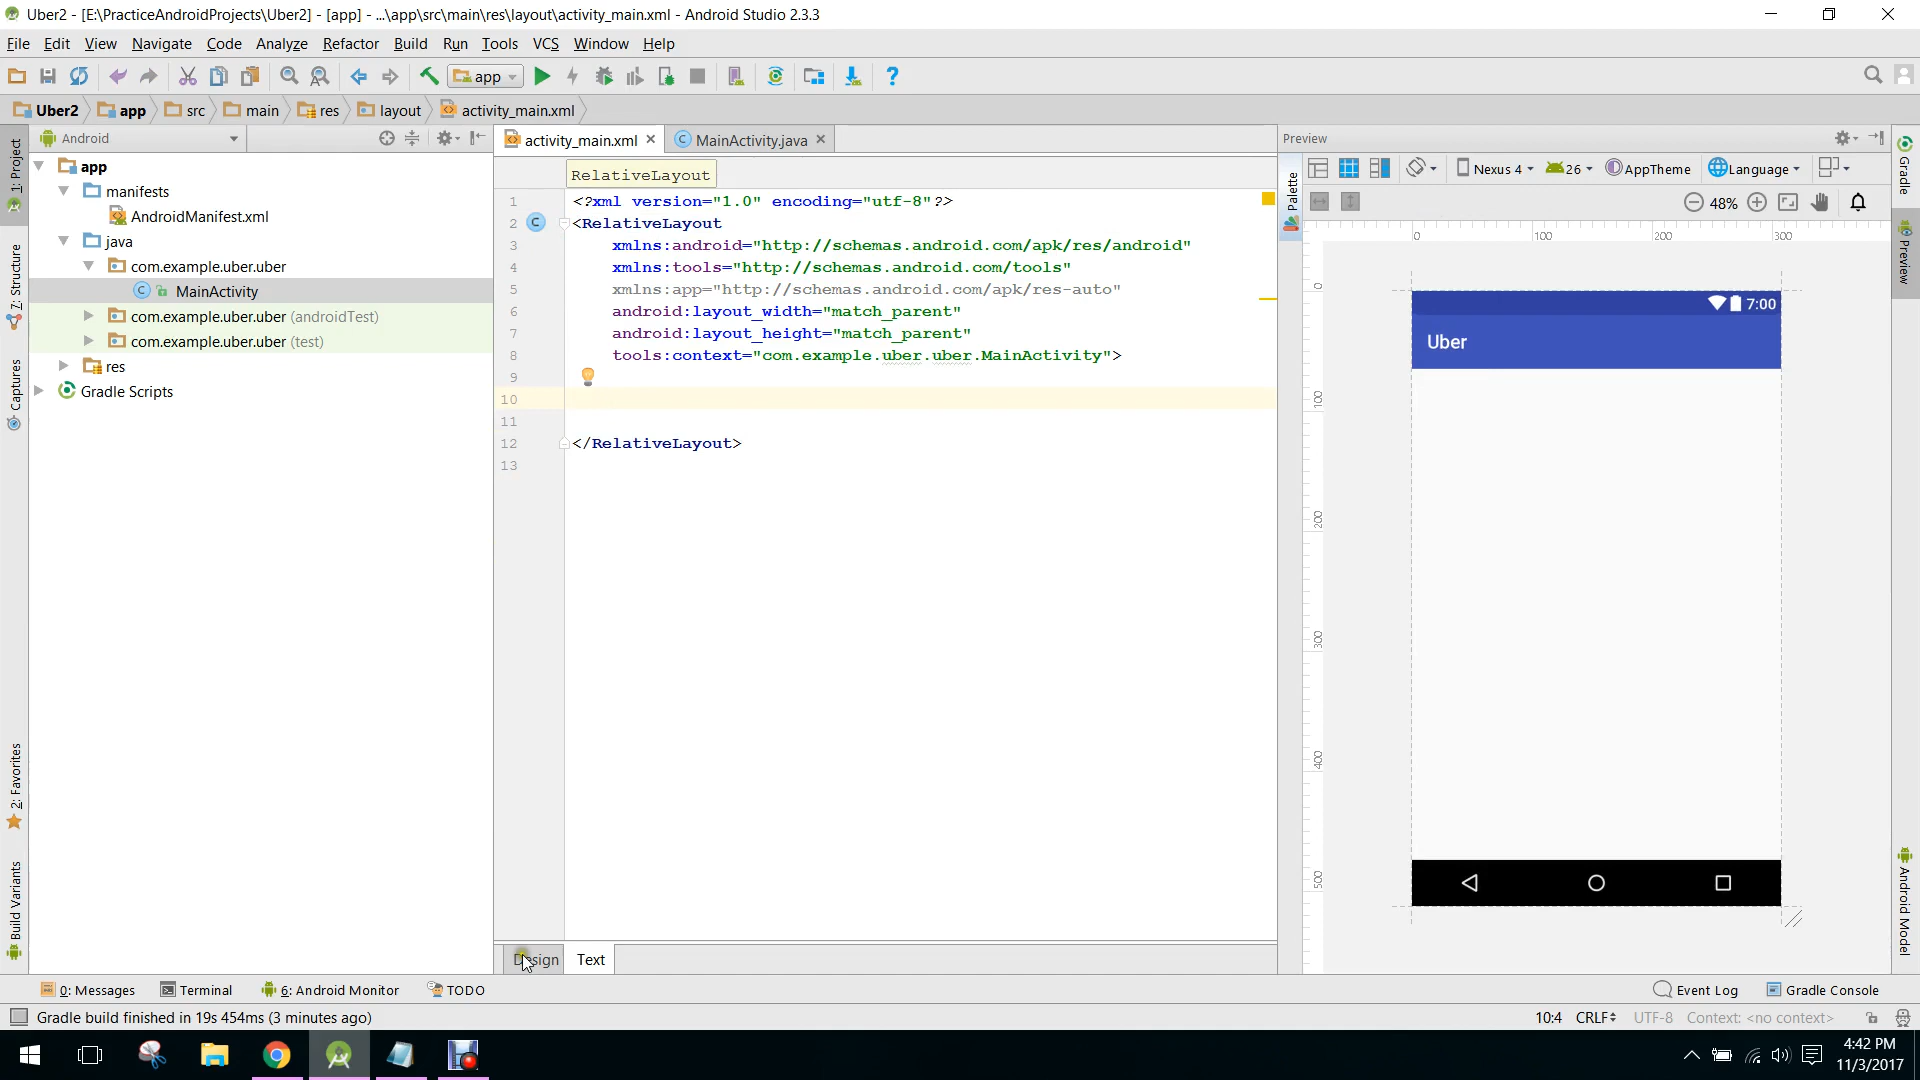 Uber2 - [E:\PracticeAndroidProjects\Uber2] - [app] - ...\app\src\main\res\layout\activity_main.xml - Android Studio 2.3.3
File Edit View Navigate Code Analyze Refactor Build Run Tools VCS Window Help
app
Uber2 app src main res layout activity_main.xml
Android
activity_main.xml MainActivity.java
Preview
1: Project
7: Structure
Captures
2: Favorites
Build Variants
app
manifests
AndroidManifest.xml
java
com.example.uber.uber
MainActivity
com.example.uber.uber (androidTest)
com.example.uber.uber (test)
res
Gradle Scripts
RelativeLayout
1 <?xml version="1.0" encoding="utf-8"?>
2 <RelativeLayout
3 xmlns:android="http://schemas.android.com/apk/res/android"
4 xmlns:tools="http://schemas.android.com/tools"
5 xmlns:app="http://schemas.android.com/apk/res-auto"
6 android:layout_width="match_parent"
7 android:layout_height="match_parent"
8 tools:context="com.example.uber.uber.MainActivity">
9
10
11
12 </RelativeLayout>
13
Design Text
Palette
Nexus 4 26 AppTheme Language
48%
0 100 200 300
0
100
200
300
400
500
7:00
Uber
Gradle
Preview
Android Model
0: Messages Terminal 6: Android Monitor TODO Event Log Gradle Console
Gradle build finished in 19s 454ms (3 minutes ago) 10:4 CRLF UTF-8 Context: <no context>
4:42 PM
11/3/2017